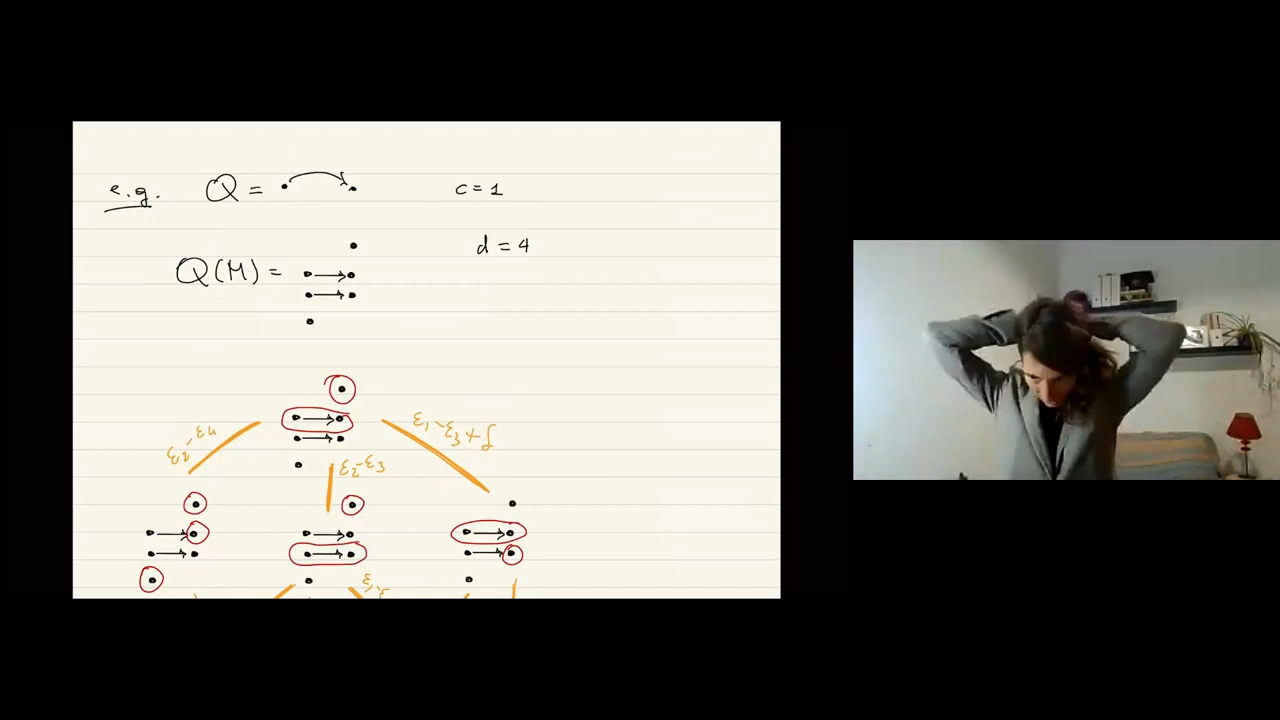 e.g. Q = c = 1
d = 4
Q(M) =
ε₂-ε₄ ε₁-ε₃+δ
ε₂-ε₃